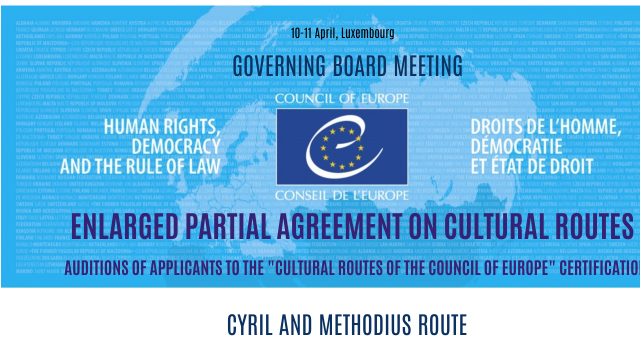 10-11 April, Luxembourg
GOVERNING BOARD MEETING
COUNCIL OF EUROPE
HUMAN RIGHTS,
DEMOCRACY
AND THE RULE OF LAW
DROITS DE L'HOMME,
DÉMOCRATIE
ET ÉTAT DE DROIT
CONSEIL DE L'EUROPE
ENLARGED PARTIAL AGREEMENT ON CULTURAL ROUTES
AUDITIONS OF APPLICANTS TO THE "CULTURAL ROUTES OF THE COUNCIL OF EUROPE" CERTIFICATIO
CYRIL AND METHODIUS ROUTE